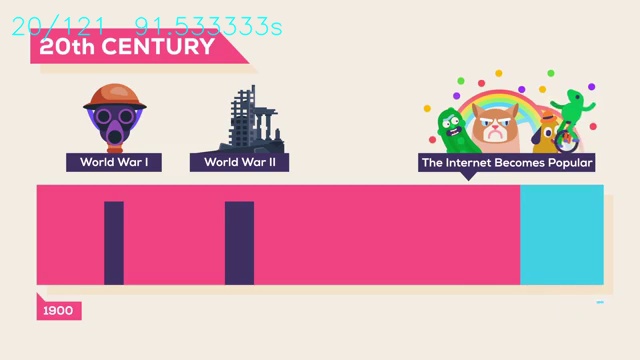 20/121 91.533333s
20th CENTURY
World War I
World War II
The Internet Becomes Popular
1900